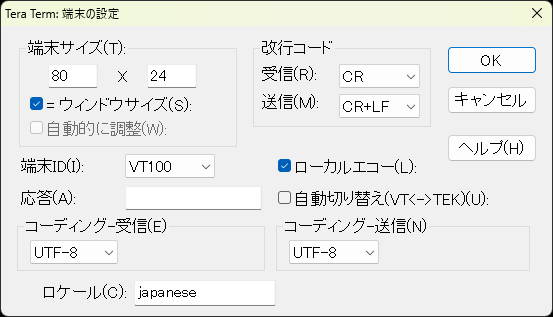 Tera Term: 端末の設定
端末サイズ(T):
80 X 24
= ウィンドウサイズ(S):
自動的に調整(W):
改行コード
受信(R): CR
送信(M): CR+LF
OK
キャンセル
ヘルプ(H)
端末ID(I): VT100
ローカルエコー(L):
応答(A):
自動切り替え(VT<->TEK)(U):
コーディング-受信(E)
UTF-8
コーディング-送信(N)
UTF-8
ロケール(C): japanese